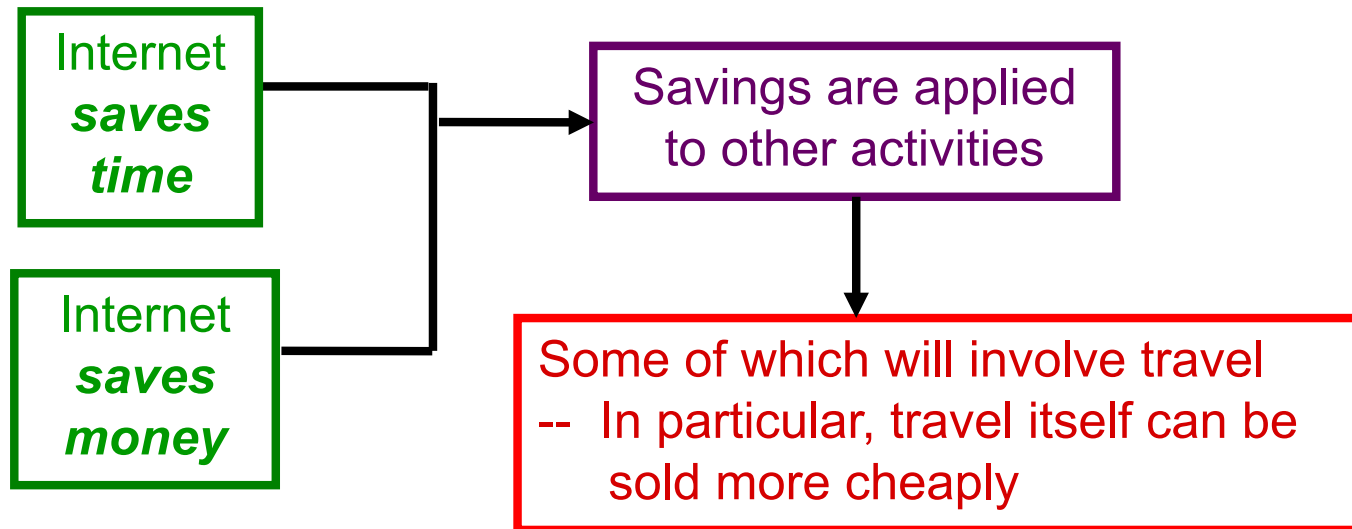 Internet
saves
time
Savings are applied
to other activities
Internet
saves
money
Some of which will involve travel
-- In particular, travel itself can be
sold more cheaply